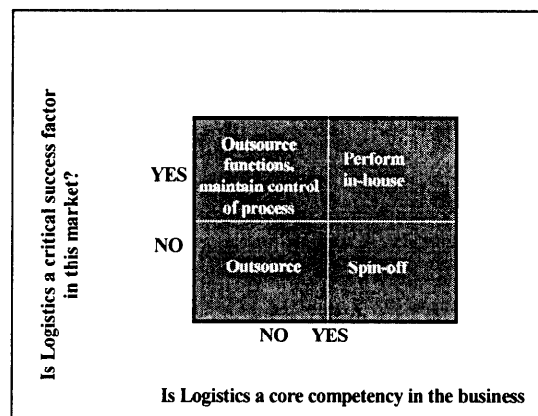 Is Logistics a critical success factor
in this market?
YES
NO
Outsource
functions,
maintain control
of process
Perform
in-house
Outsource
Spin-off
NO YES
Is Logistics a core competency in the business